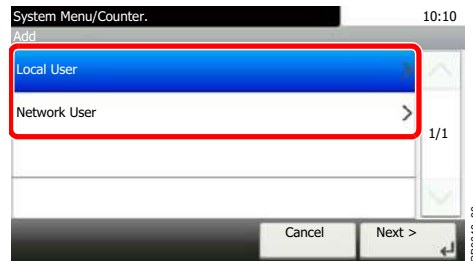 System Menu/Counter.
10:10
Add
Local User
Network User
1/1
Cancel
Next >